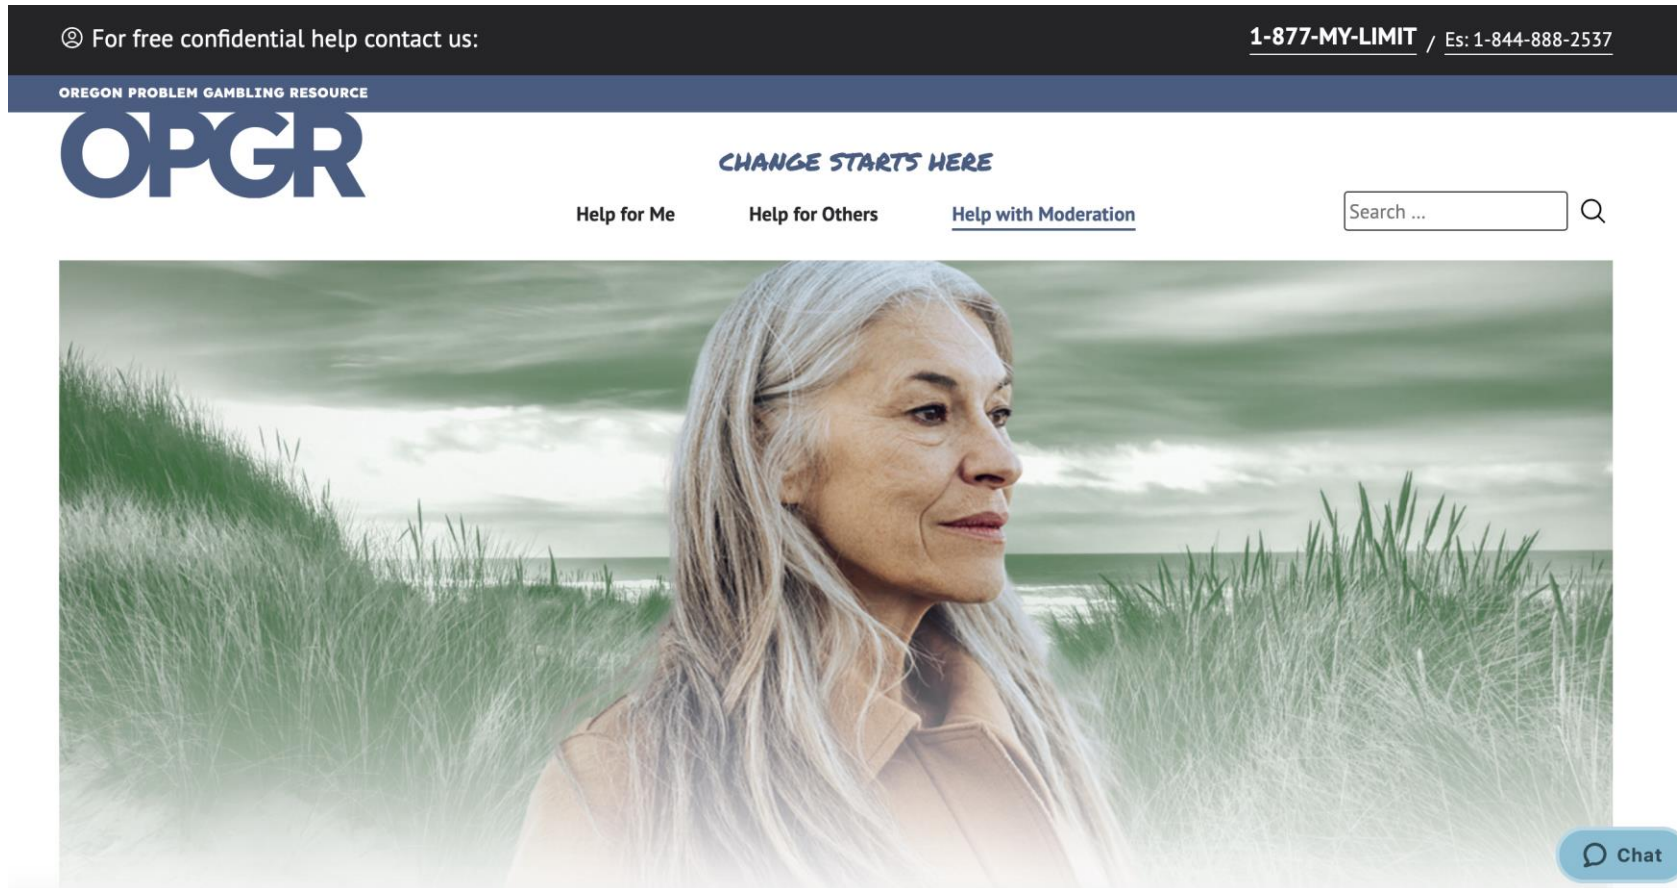 For free confidential help contact us:
1-877-MY-LIMIT / Es: 1-844-888-2537
OREGON PROBLEM GAMBLING RESOURCE
OPGR
CHANGE STARTS HERE
Help for Me
Help for Others
Help with Moderation
Search ...
Chat